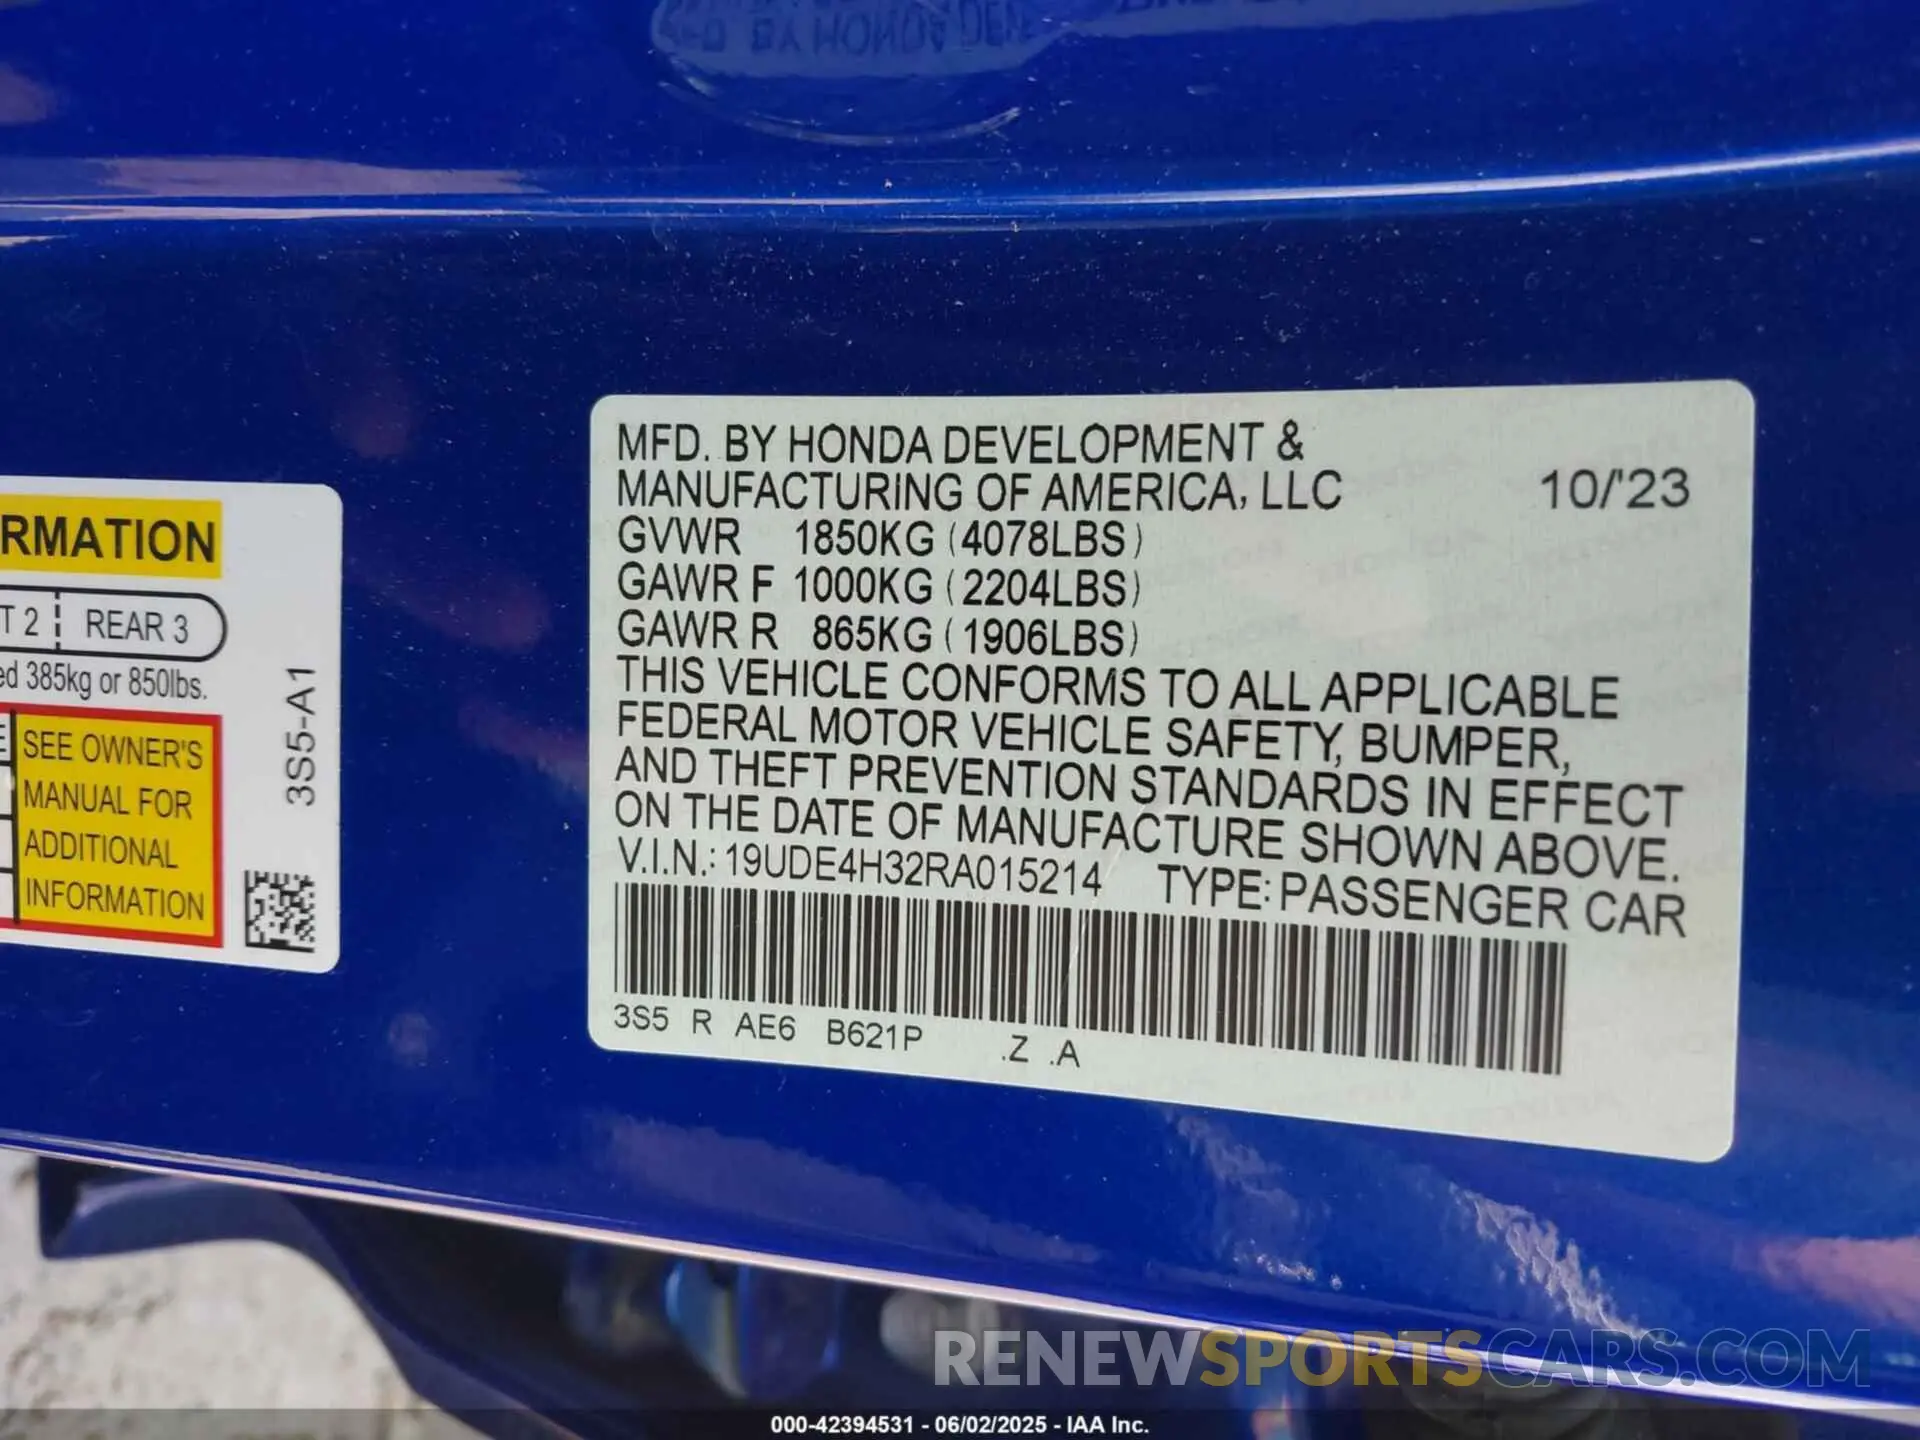 MFD. BY HONDA DEVELOPMENT &
MANUFACTURING OF AMERICA, LLC 10/'23
GVWR 1850KG (4078LBS)
GAWR F 1000KG (2204LBS)
GAWR R 865KG (1906LBS)
THIS VEHICLE CONFORMS TO ALL APPLICABLE
FEDERAL MOTOR VEHICLE SAFETY, BUMPER,
AND THEFT PREVENTION STANDARDS IN EFFECT
ON THE DATE OF MANUFACTURE SHOWN ABOVE.
V.I.N.: 19UDE4H32RA015214 TYPE: PASSENGER CAR
3S5 R AE6 B621P .Z .A
RMATION
T 2 REAR 3
ed 385kg or 850lbs.
SEE OWNER'S
MANUAL FOR
ADDITIONAL
INFORMATION
3S5-A1
RENEWSPORTSCARS.COM
000-42394531 - 06/02/2025 - IAA Inc.